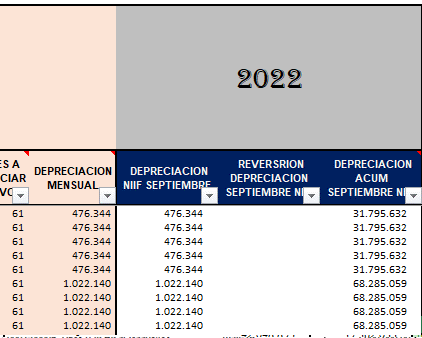 2022
ES A
CIAR
VO
DEPRECIACION
MENSUAL
DEPRECIACION
NIIF SEPTIEMBRE
REVERSRION
DEPRECIACION
SEPTIEMBRE NI
DEPRECIACION
ACUM
SEPTIEMBRE NI
61 476.344 476.344 31.795.632
61 476.344 476.344 31.795.632
61 476.344 476.344 31.795.632
61 476.344 476.344 31.795.632
61 476.344 476.344 31.795.632
61 1.022.140 1.022.140 68.285.059
61 1.022.140 1.022.140 68.285.059
61 1.022.140 1.022.140 68.285.059
61 1.022.140 1.022.140 68.285.059